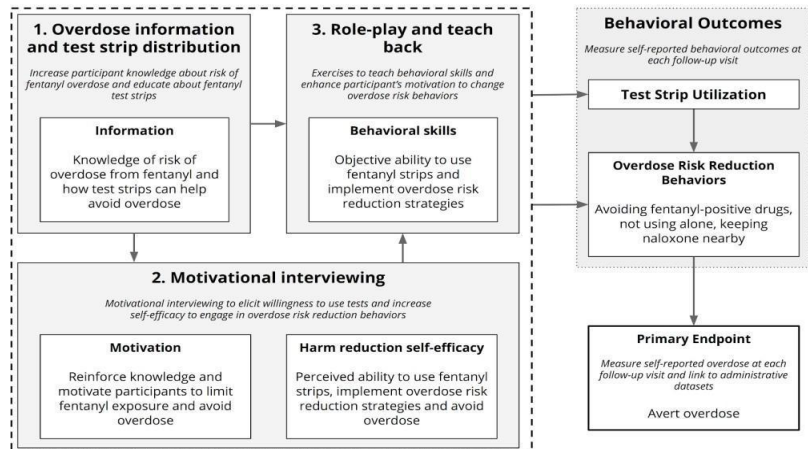 1. Overdose information
and test strip distribution
Increase participant knowledge about risk of
fentanyl overdose and educate about fentanyl
test strips
Information
Knowledge of risk of
overdose from fentanyl and
how test strips can help
avoid overdose
3. Role-play and teach
back
Exercises to teach behavioral skills and
enhance participant's motivation to change
overdose risk behaviors
Behavioral skills
Objective ability to use
fentanyl strips and
implement overdose risk
reduction strategies
2. Motivational interviewing
Motivational interviewing to elicit willingness to use tests and increase
self-efficacy to engage in overdose risk reduction behaviors
Motivation
Reinforce knowledge and
motivate participants to limit
fentanyl exposure and avoid
overdose
Harm reduction self-efficacy
Perceived ability to use fentanyl
strips, implement overdose risk
reduction strategies and avoid
overdose
Behavioral Outcomes
Measure self-reported behavioral outcomes at
each follow-up visit
Test Strip Utilization
Overdose Risk Reduction
Behaviors
Avoiding fentanyl-positive drugs,
not using alone, keeping
naloxone nearby
Primary Endpoint
Measure self-reported overdose at each
follow-up visit and link to administrative
datasets
Avert overdose